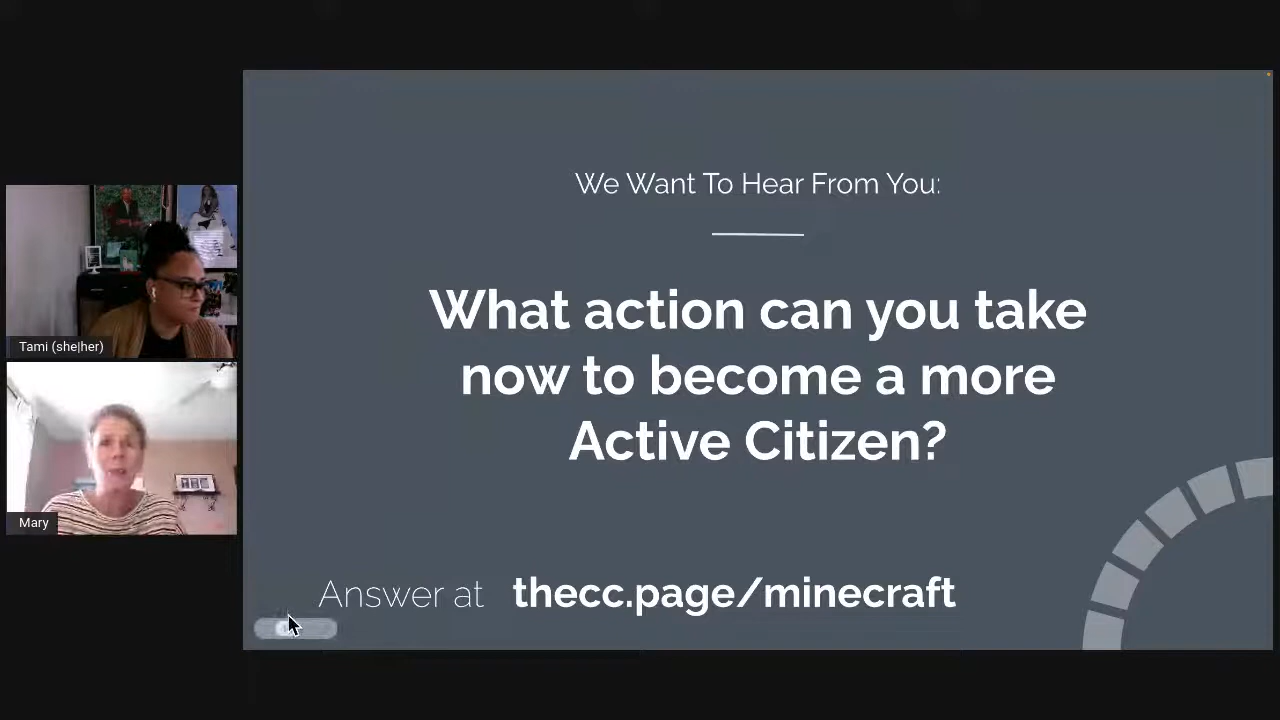 We Want To Hear From You:
What action can you take
now to become a more
Active Citizen?
Answer at thecc.page/minecraft
Tami (she|her)
Mary